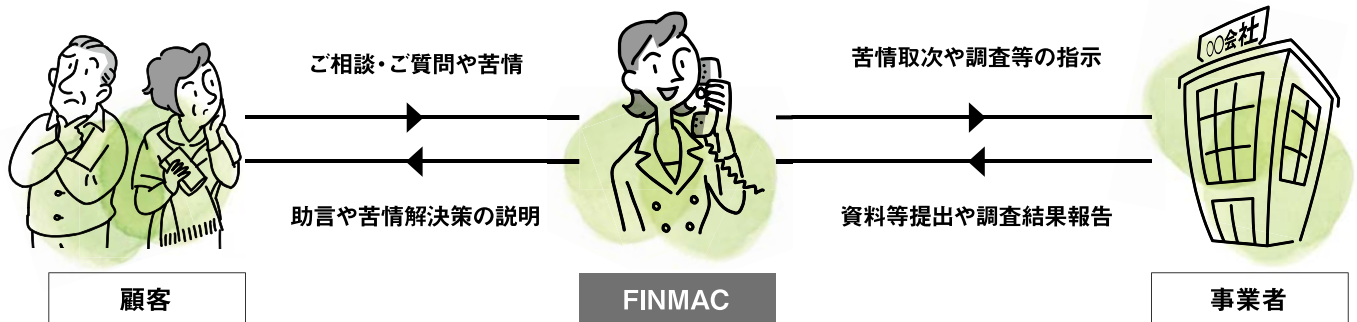 ○○会社
ご相談・ご質問や苦情
苦情取次や調査等の指示
助言や苦情解決策の説明
資料等提出や調査結果報告
顧客
FINMAC
事業者